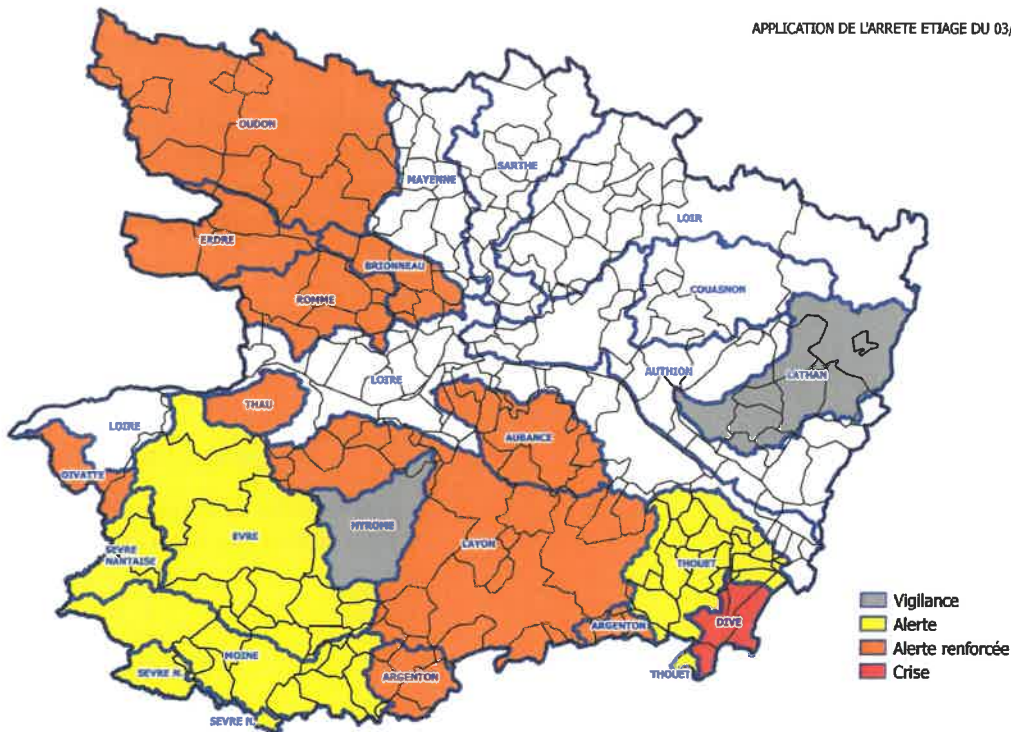 APPLICATION DE L'ARRETE ETIAGE DU 03/
OUDON
MAYENNE
SARTHE
LOIR
ERDRE
BRIONNEAU
ROMME
COUASNON
LOIRE
AUTHION
LATHAN
THAU
LOIRE
AUBANCE
DIVATTE
HYROME
EVRE
LAYON
SEVRE
NANTAISE
THOUET
ARGENTON
DIVE
MOINE
SEVRE N.
ARGENTON
THOUET
SEVRE N.
Vigilance
Alerte
Alerte renforcée
Crise